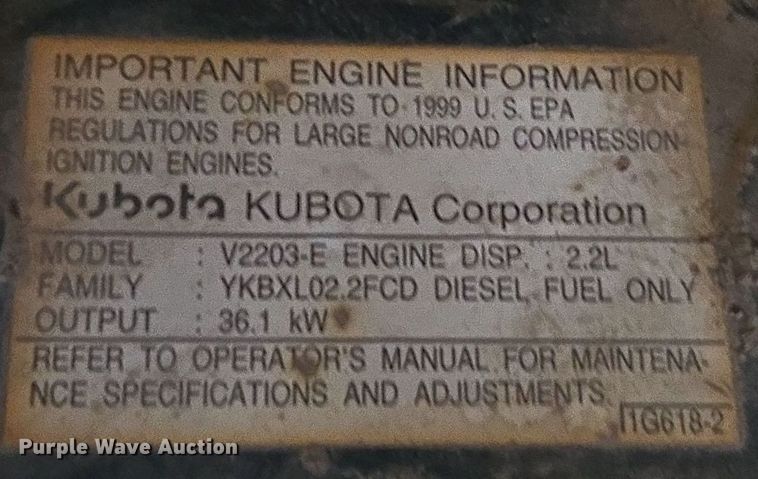 IMPORTANT ENGINE INFORMATION
THIS ENGINE CONFORMS TO 1999 U.S. EPA
REGULATIONS FOR LARGE NONROAD COMPRESSION-
IGNITION ENGINES.
Kubota KUBOTA Corporation
MODEL : V2203-E ENGINE DISP. : 2.2L
FAMILY : YKBXL02.2FCD DIESEL FUEL ONLY
OUTPUT : 36.1 kW
REFER TO OPERATOR'S MANUAL FOR MAINTENA-
NCE SPECIFICATIONS AND ADJUSTMENTS.
1G618-2
Purple Wave Auction